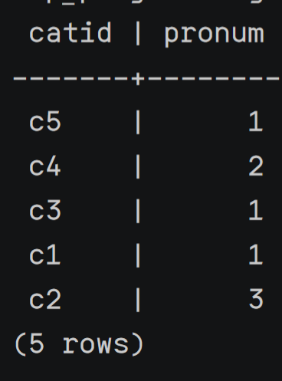 catid | pronum
-------+--------
c5 | 1
c4 | 2
c3 | 1
c1 | 1
c2 | 3
(5 rows)